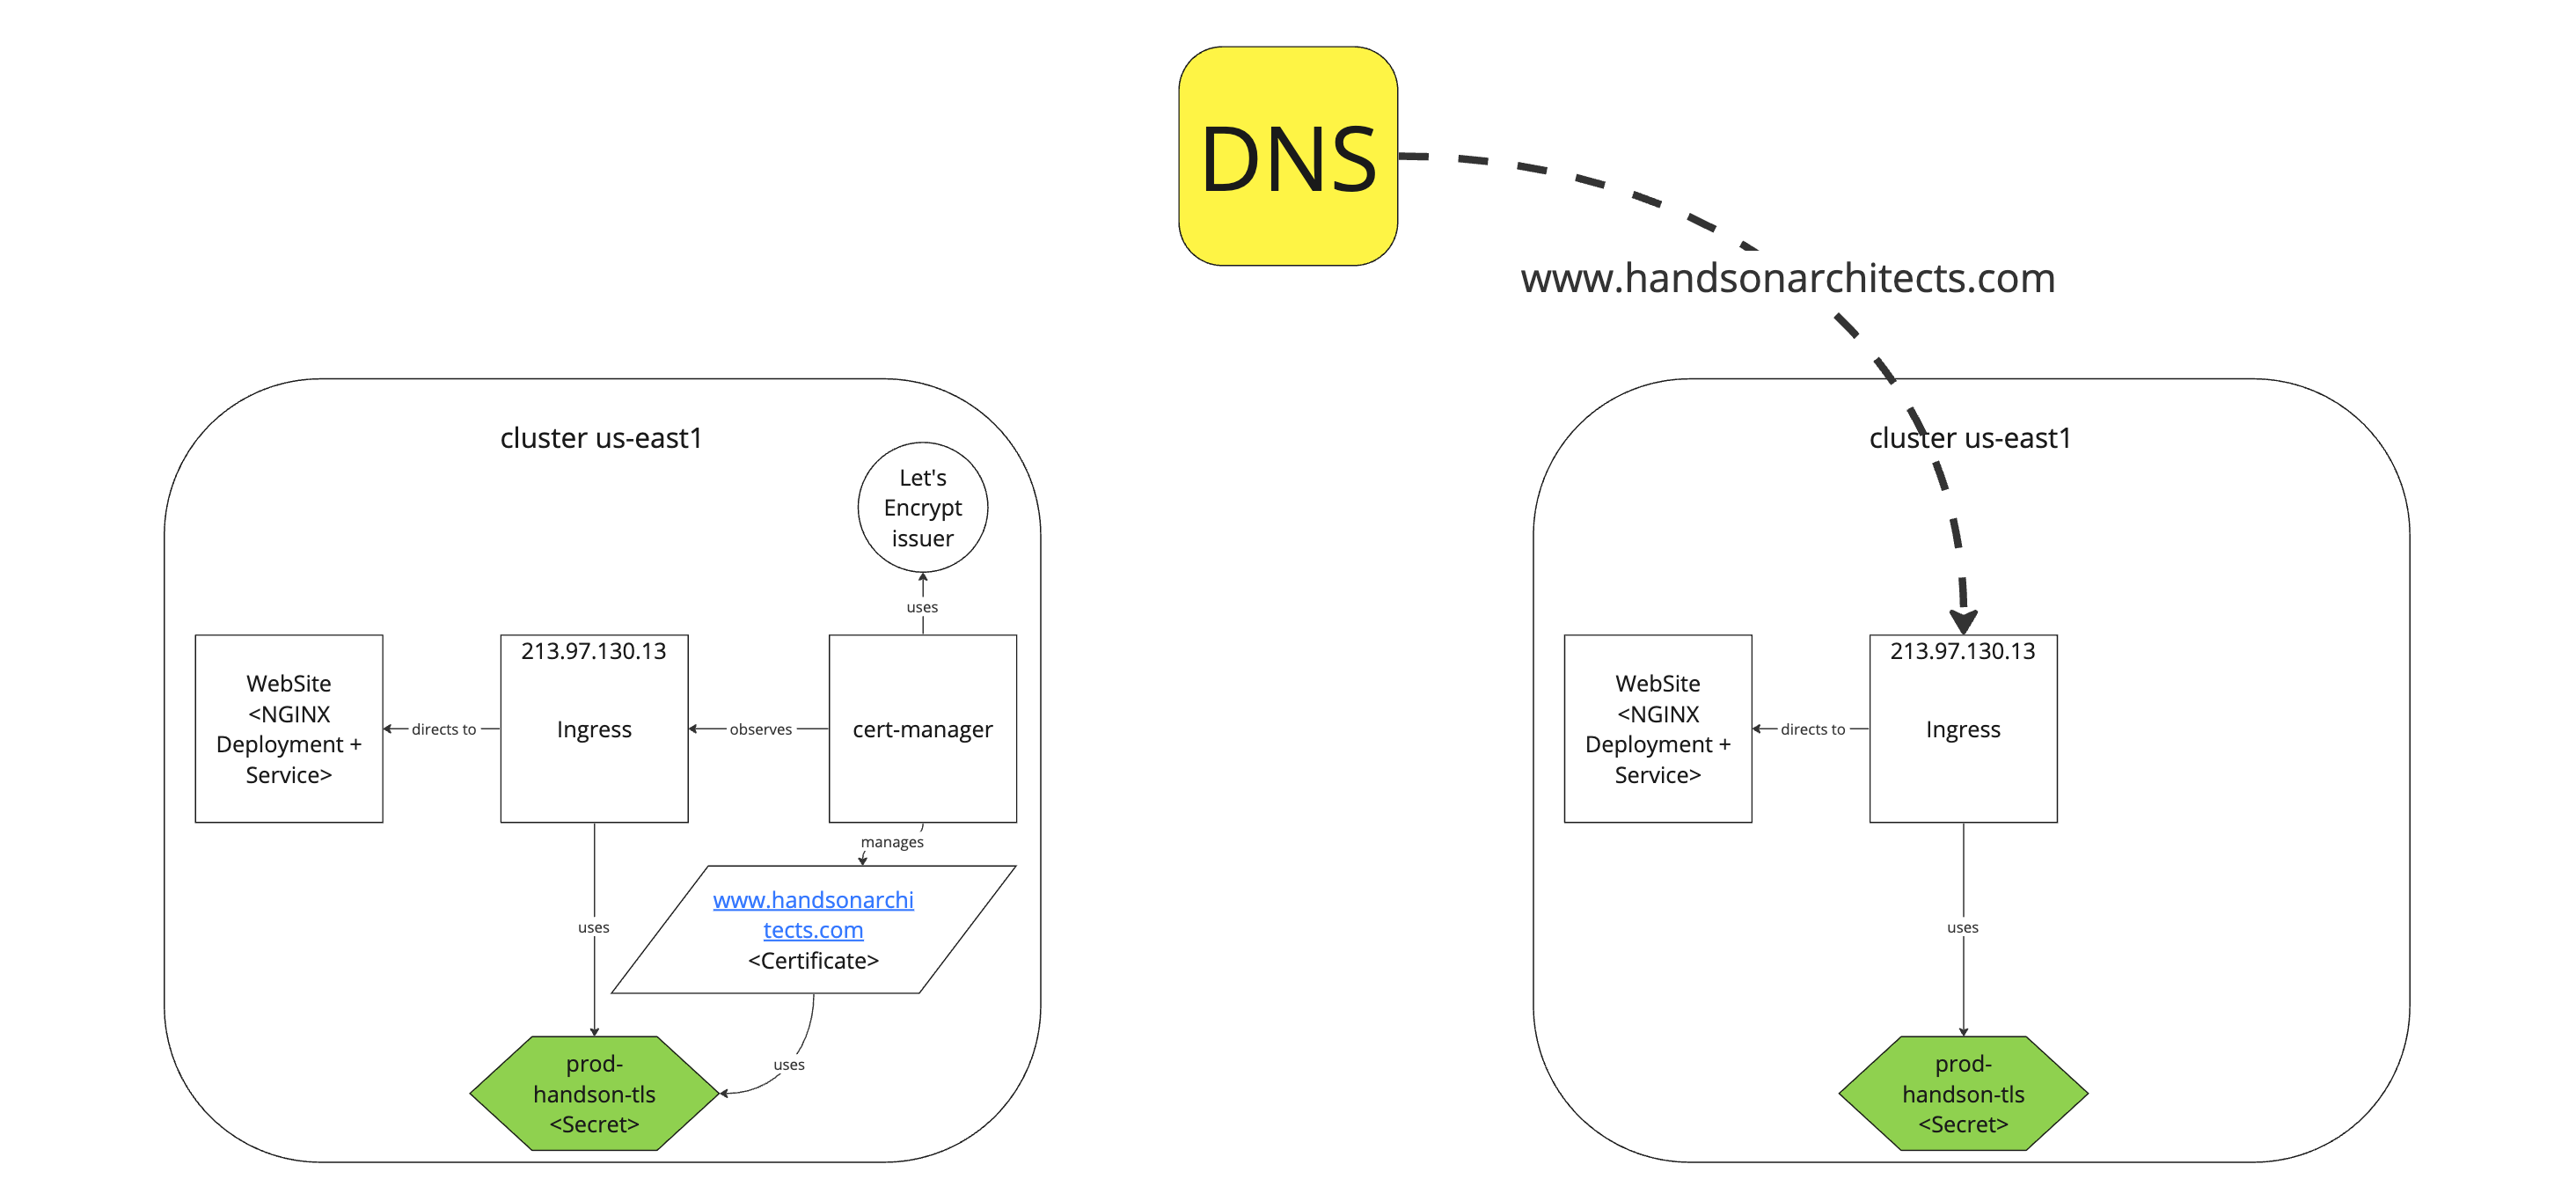 DNS
www.handsonarchitects.com
cluster us-east1
Let's
Encrypt
issuer
uses
WebSite
<NGINX
Deployment +
Service>
directs to
213.97.130.13
Ingress
observes
cert-manager
manages
www.handsonarchi
tects.com
<Certificate>
uses
uses
prod-
handson-tls
<Secret>
cluster us-east1
WebSite
<NGINX
Deployment +
Service>
directs to
213.97.130.13
Ingress
uses
prod-
handson-tls
<Secret>